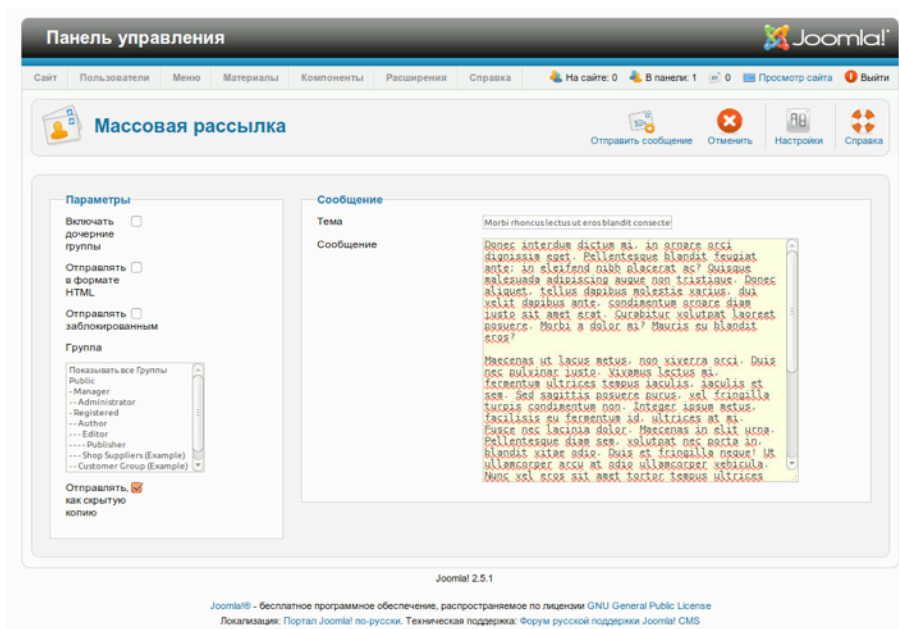 Панель управления
Joomla!
Сайт Пользователи Меню Материалы Компоненты Расширения Справка На сайте: 0 В панели: 1 0 Просмотр сайта Выйти
Массовая рассылка
Отправить сообщение Отменить Настройки Справка
Параметры
Включать
дочерние
группы
Отправлять
в формате
HTML
Отправлять
заблокированным
Группа
Показывать все Группы
Public
- Manager
-- Administrator
- Registered
-- Author
--- Editor
---- Publisher
--- Shop Suppliers (Example)
-- Customer Group (Example)
Отправлять,
как скрытую
копию
Сообщение
Тема
Morbi rhoncus lectus ut eros blandit consecte
Сообщение
Donec interdum dictum mi, in ornare orci
dignissim eget. Pellentesque blandit feugiat
ante; in eleifend nibh placerat ac? Quisque
malesuada adipiscing augue non tristique. Donec
aliquet, tellus dapibus molestie varius, dui
velit dapibus ante, condimentum ornare diam
justo sit amet erat. Curabitur volutpat laoreet
posuere. Morbi a dolor mi? Mauris eu blandit
eros?
Maecenas ut lacus metus, non viverra orci. Duis
nec pulvinar justo. Vivamus lectus mi,
fermentum ultrices tempus iaculis, iaculis et
sem. Sed sagittis posuere purus, vel fringilla
turpis condimentum non. Integer ipsum metus,
facilisis eu fermentum id, ultrices at mi.
Fusce nec lacinia dolor. Maecenas in elit urna.
Pellentesque diam sem, volutpat nec porta in,
blandit vitae odio. Duis et fringilla neque! Ut
ullamcorper arcu at odio ullamcorper vehicula.
Nunc vel eros sit amet tortor tempus ultrices
Joomla! 2.5.1
Joomla!® - бесплатное программное обеспечение, распространяемое по лицензии GNU General Public License
Локализация: Портал Joomla! по-русски. Техническая поддержка: Форум русской поддержки Joomla! CMS